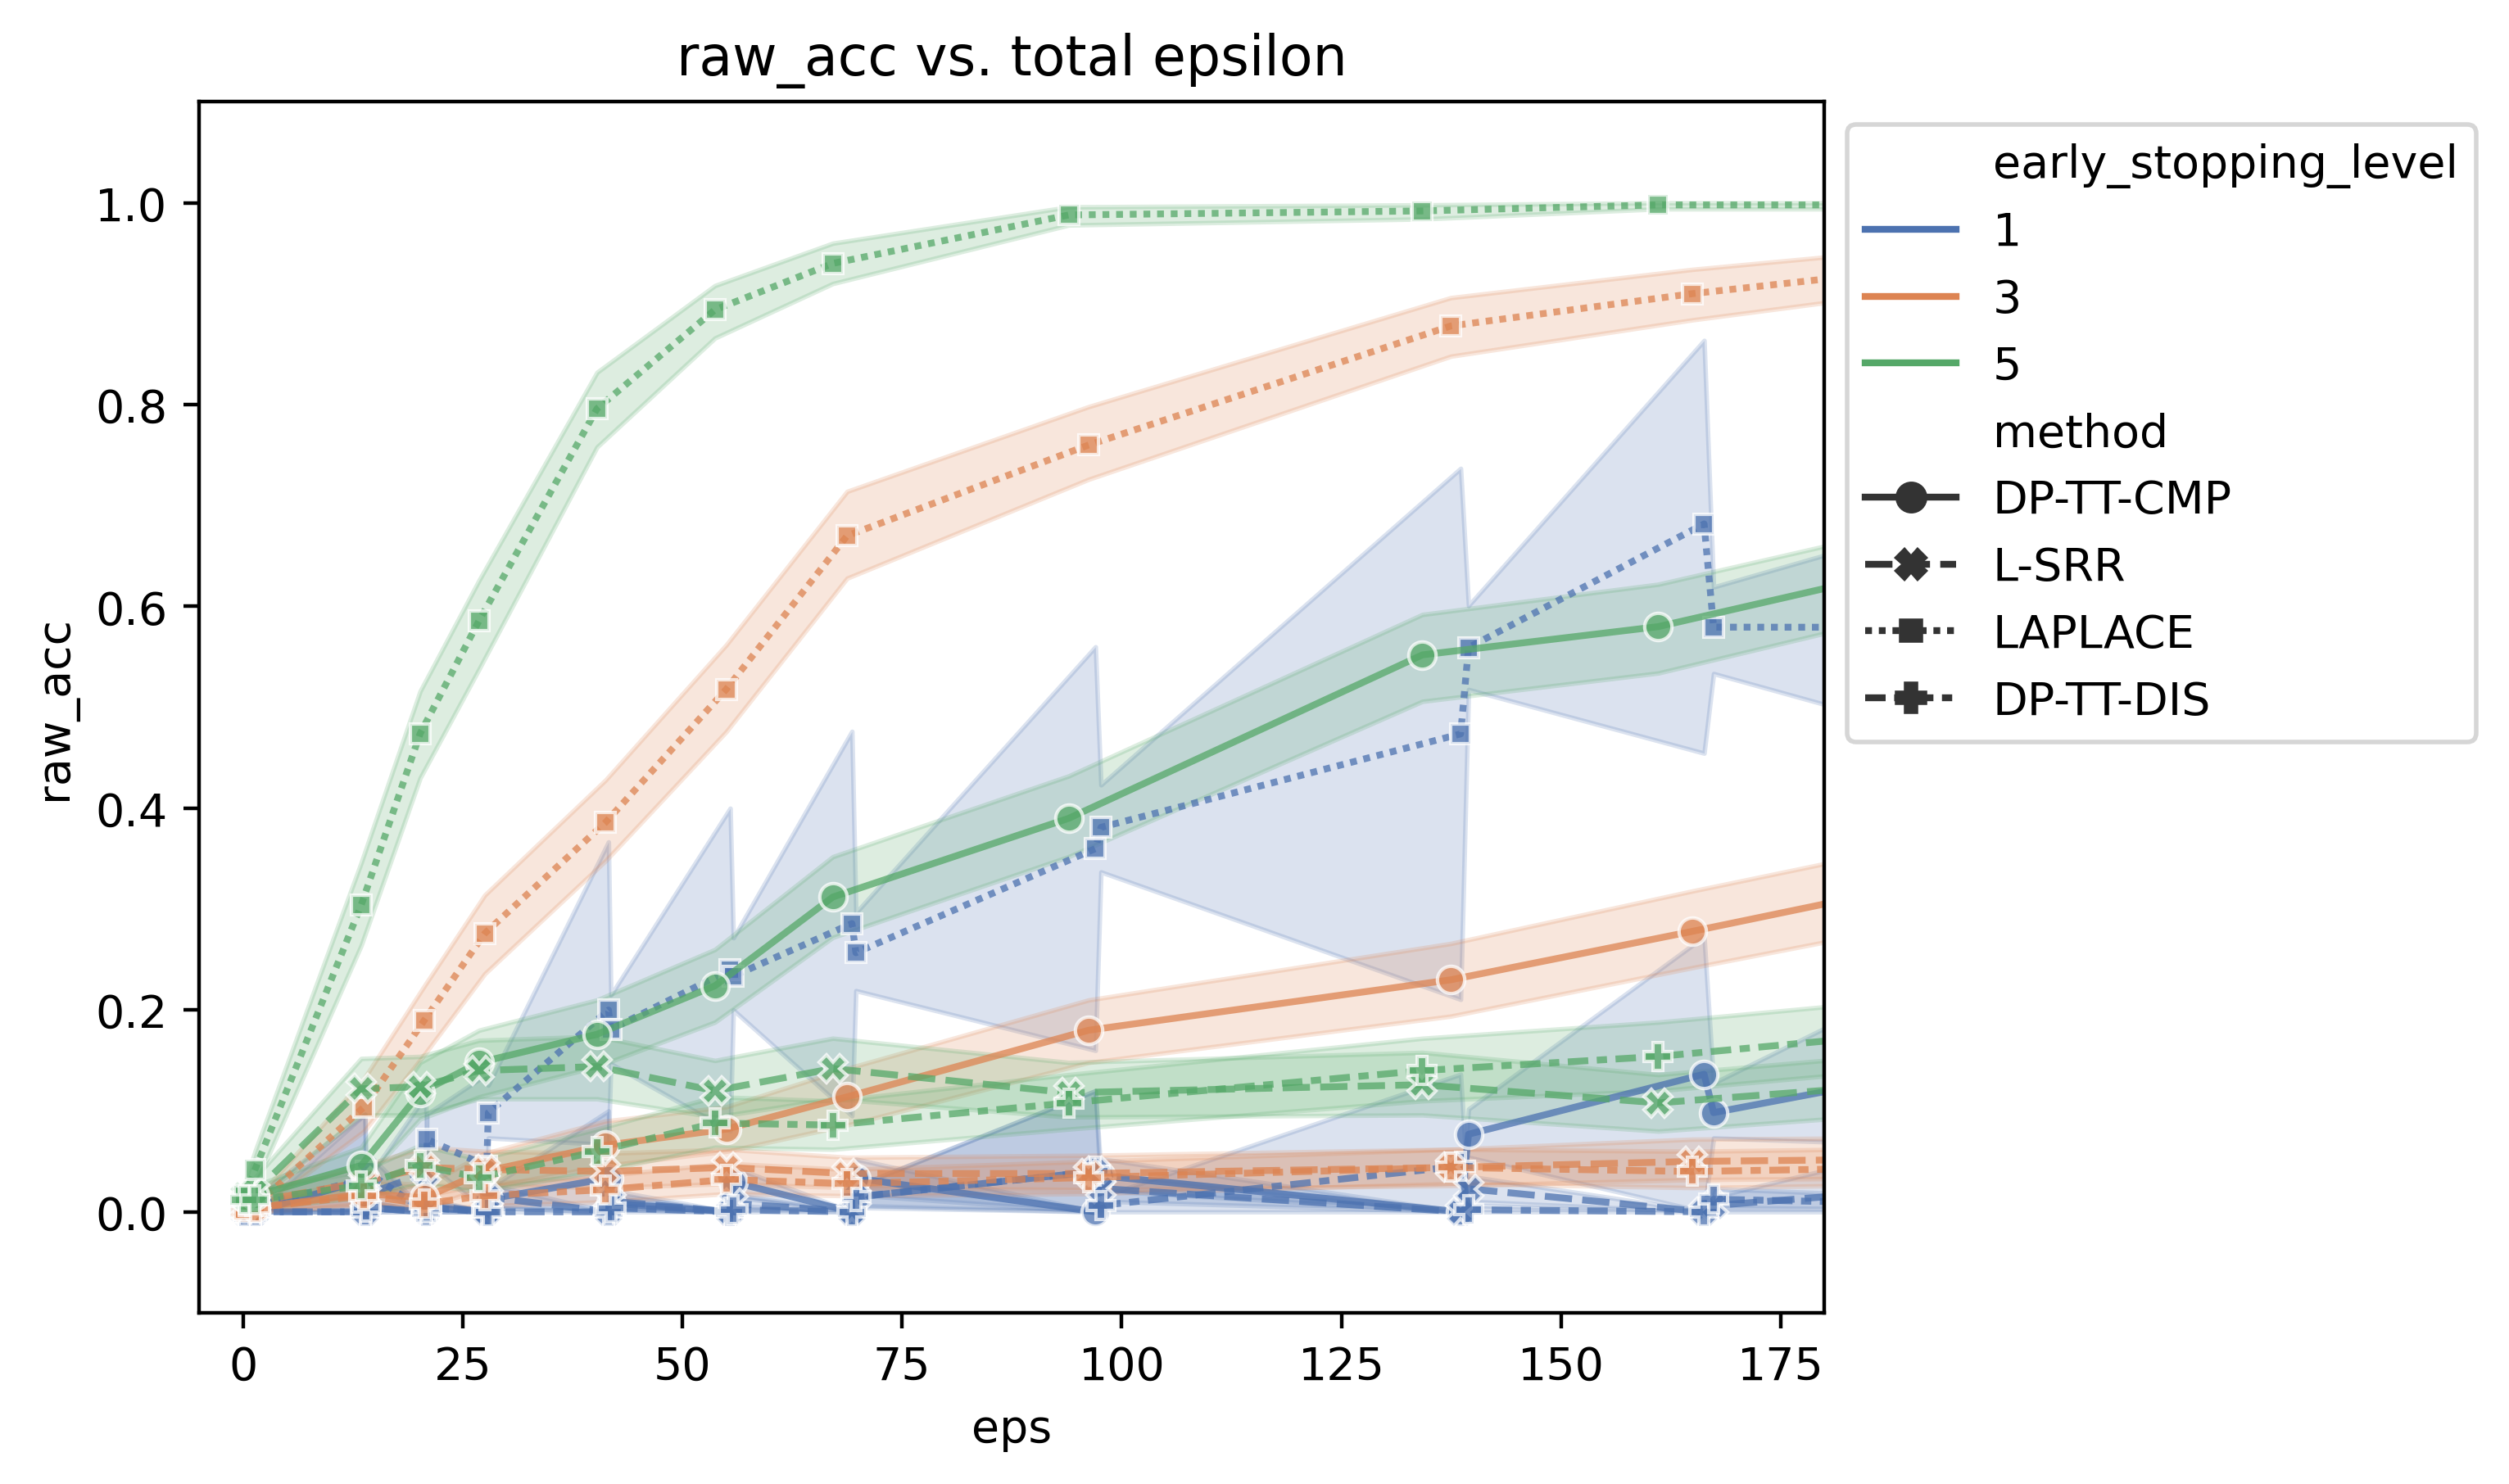 raw_acc vs. total epsilon
raw_acc
1.0
0.8
0.6
0.4
0.2
0.0
0
25
50
75
100
125
150
175
eps
early_stopping_level
1
3
5
method
DP-TT-CMP
L-SRR
LAPLACE
DP-TT-DIS